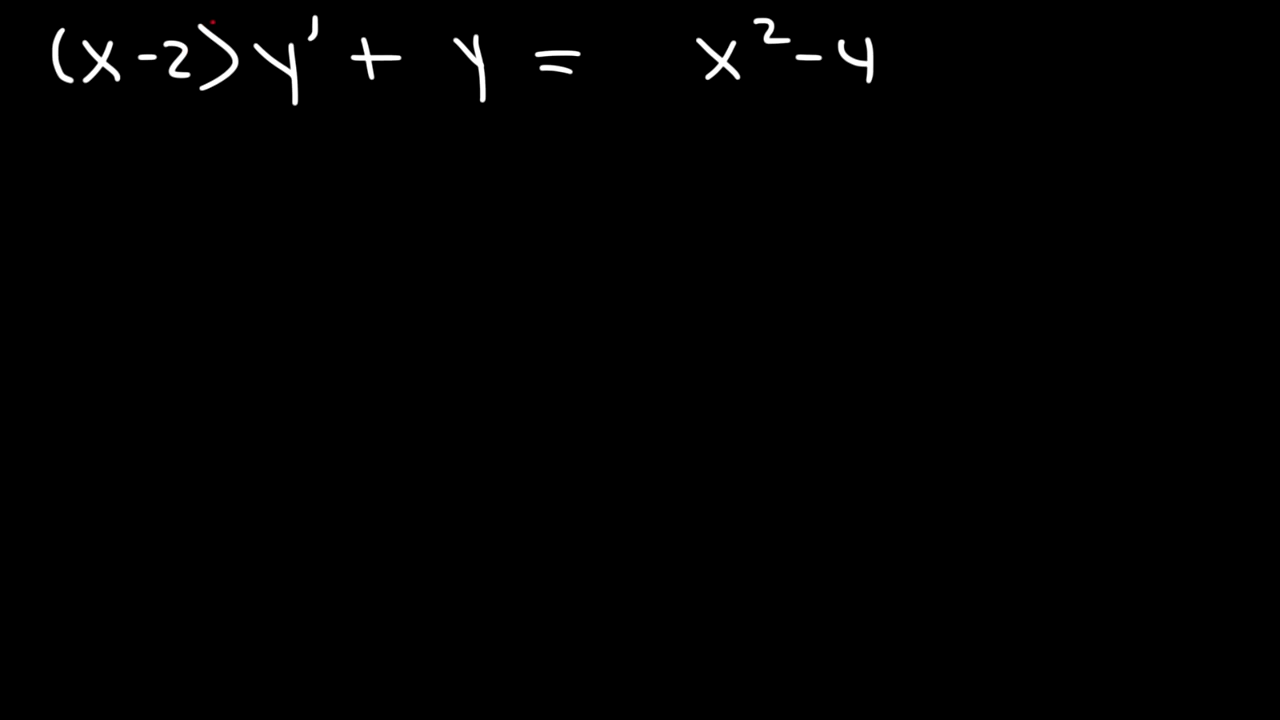 (x-2)y' + y = x²-4